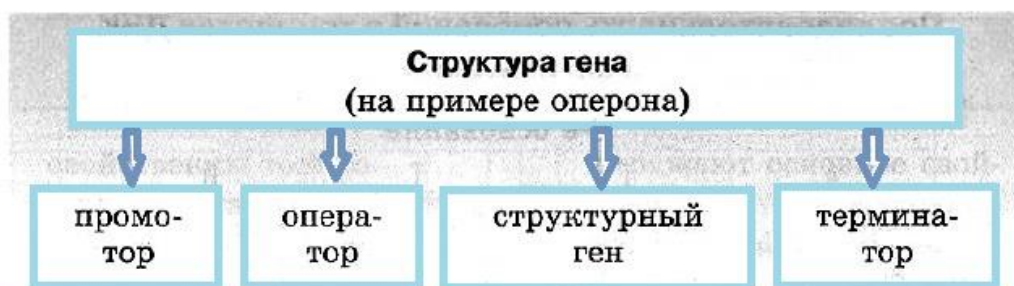 Структура гена
(на примере оперона)
промо-
тор
опера-
тор
структурный
ген
термина-
тор